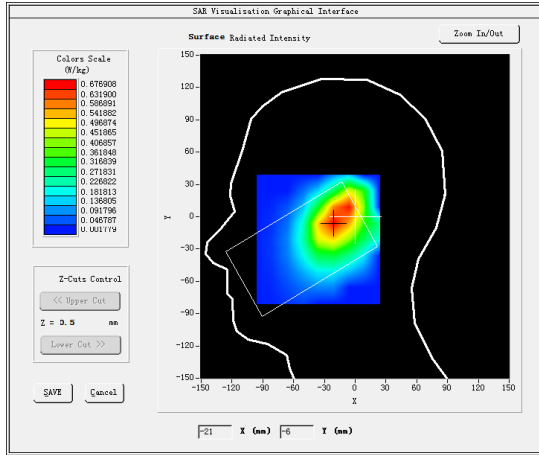 SAR Visualisation Graphical Interface
Surface Radiated Intensity
Zoom In/Out
Colors Scale
(W/kg)
0.676908
0.631900
0.586891
0.541882
0.496874
0.451865
0.406857
0.361848
0.316839
0.271831
0.226822
0.181813
0.136805
0.091796
0.046787
0.001779
Z-Cuts Control
<< Upper Cut
Z = 3.5 mm
Lower Cut >>
SAVE
Cancel
150
120
90
60
30
0
-30
-60
-90
-120
-150
Y
-150 -120 -90 -60 -30 0 30 60 90 120 150
X
-21 X (mm) -6 Y (mm)